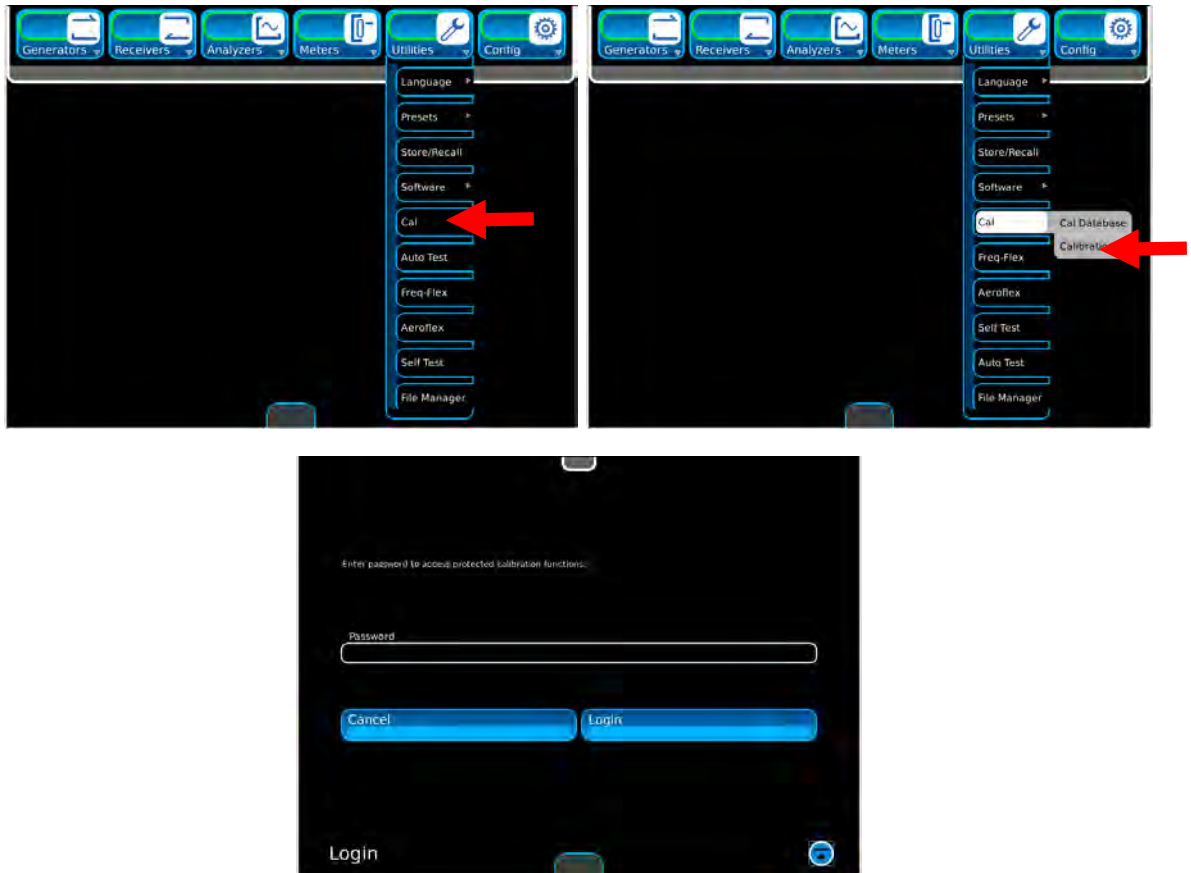 Generators Receivers Analyzers Meters Utilities Config
Language
Presets
Store/Recall
Software
Cal
Auto Test
Freq-Flex
Aeroflex
Self Test
File Manager
Generators Receivers Analyzers Meters Utilities Config
Language
Presets
Store/Recall
Software
Cal
Cal Database
Freq-Flex
Aeroflex
Self Test
Auto Test
File Manager
Enter password to access protected calibration functions.
Password
Cancel Login
Login